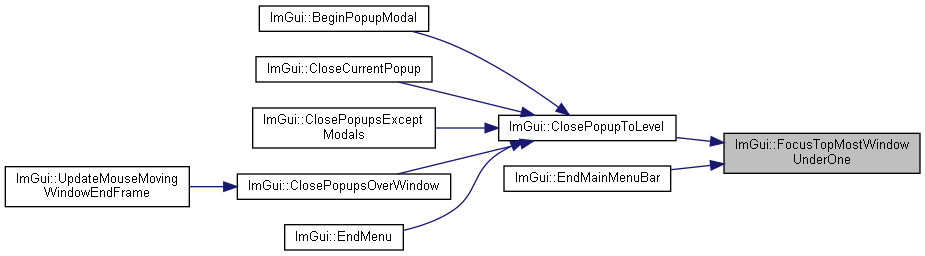 ImGui::BeginPopupModal
ImGui::CloseCurrentPopup
ImGui::ClosePopupsExcept
Modals
ImGui::ClosePopupToLevel
ImGui::FocusTopMostWindow
UnderOne
ImGui::UpdateMouseMoving
WindowEndFrame
ImGui::ClosePopupsOverWindow
ImGui::EndMainMenuBar
ImGui::EndMenu